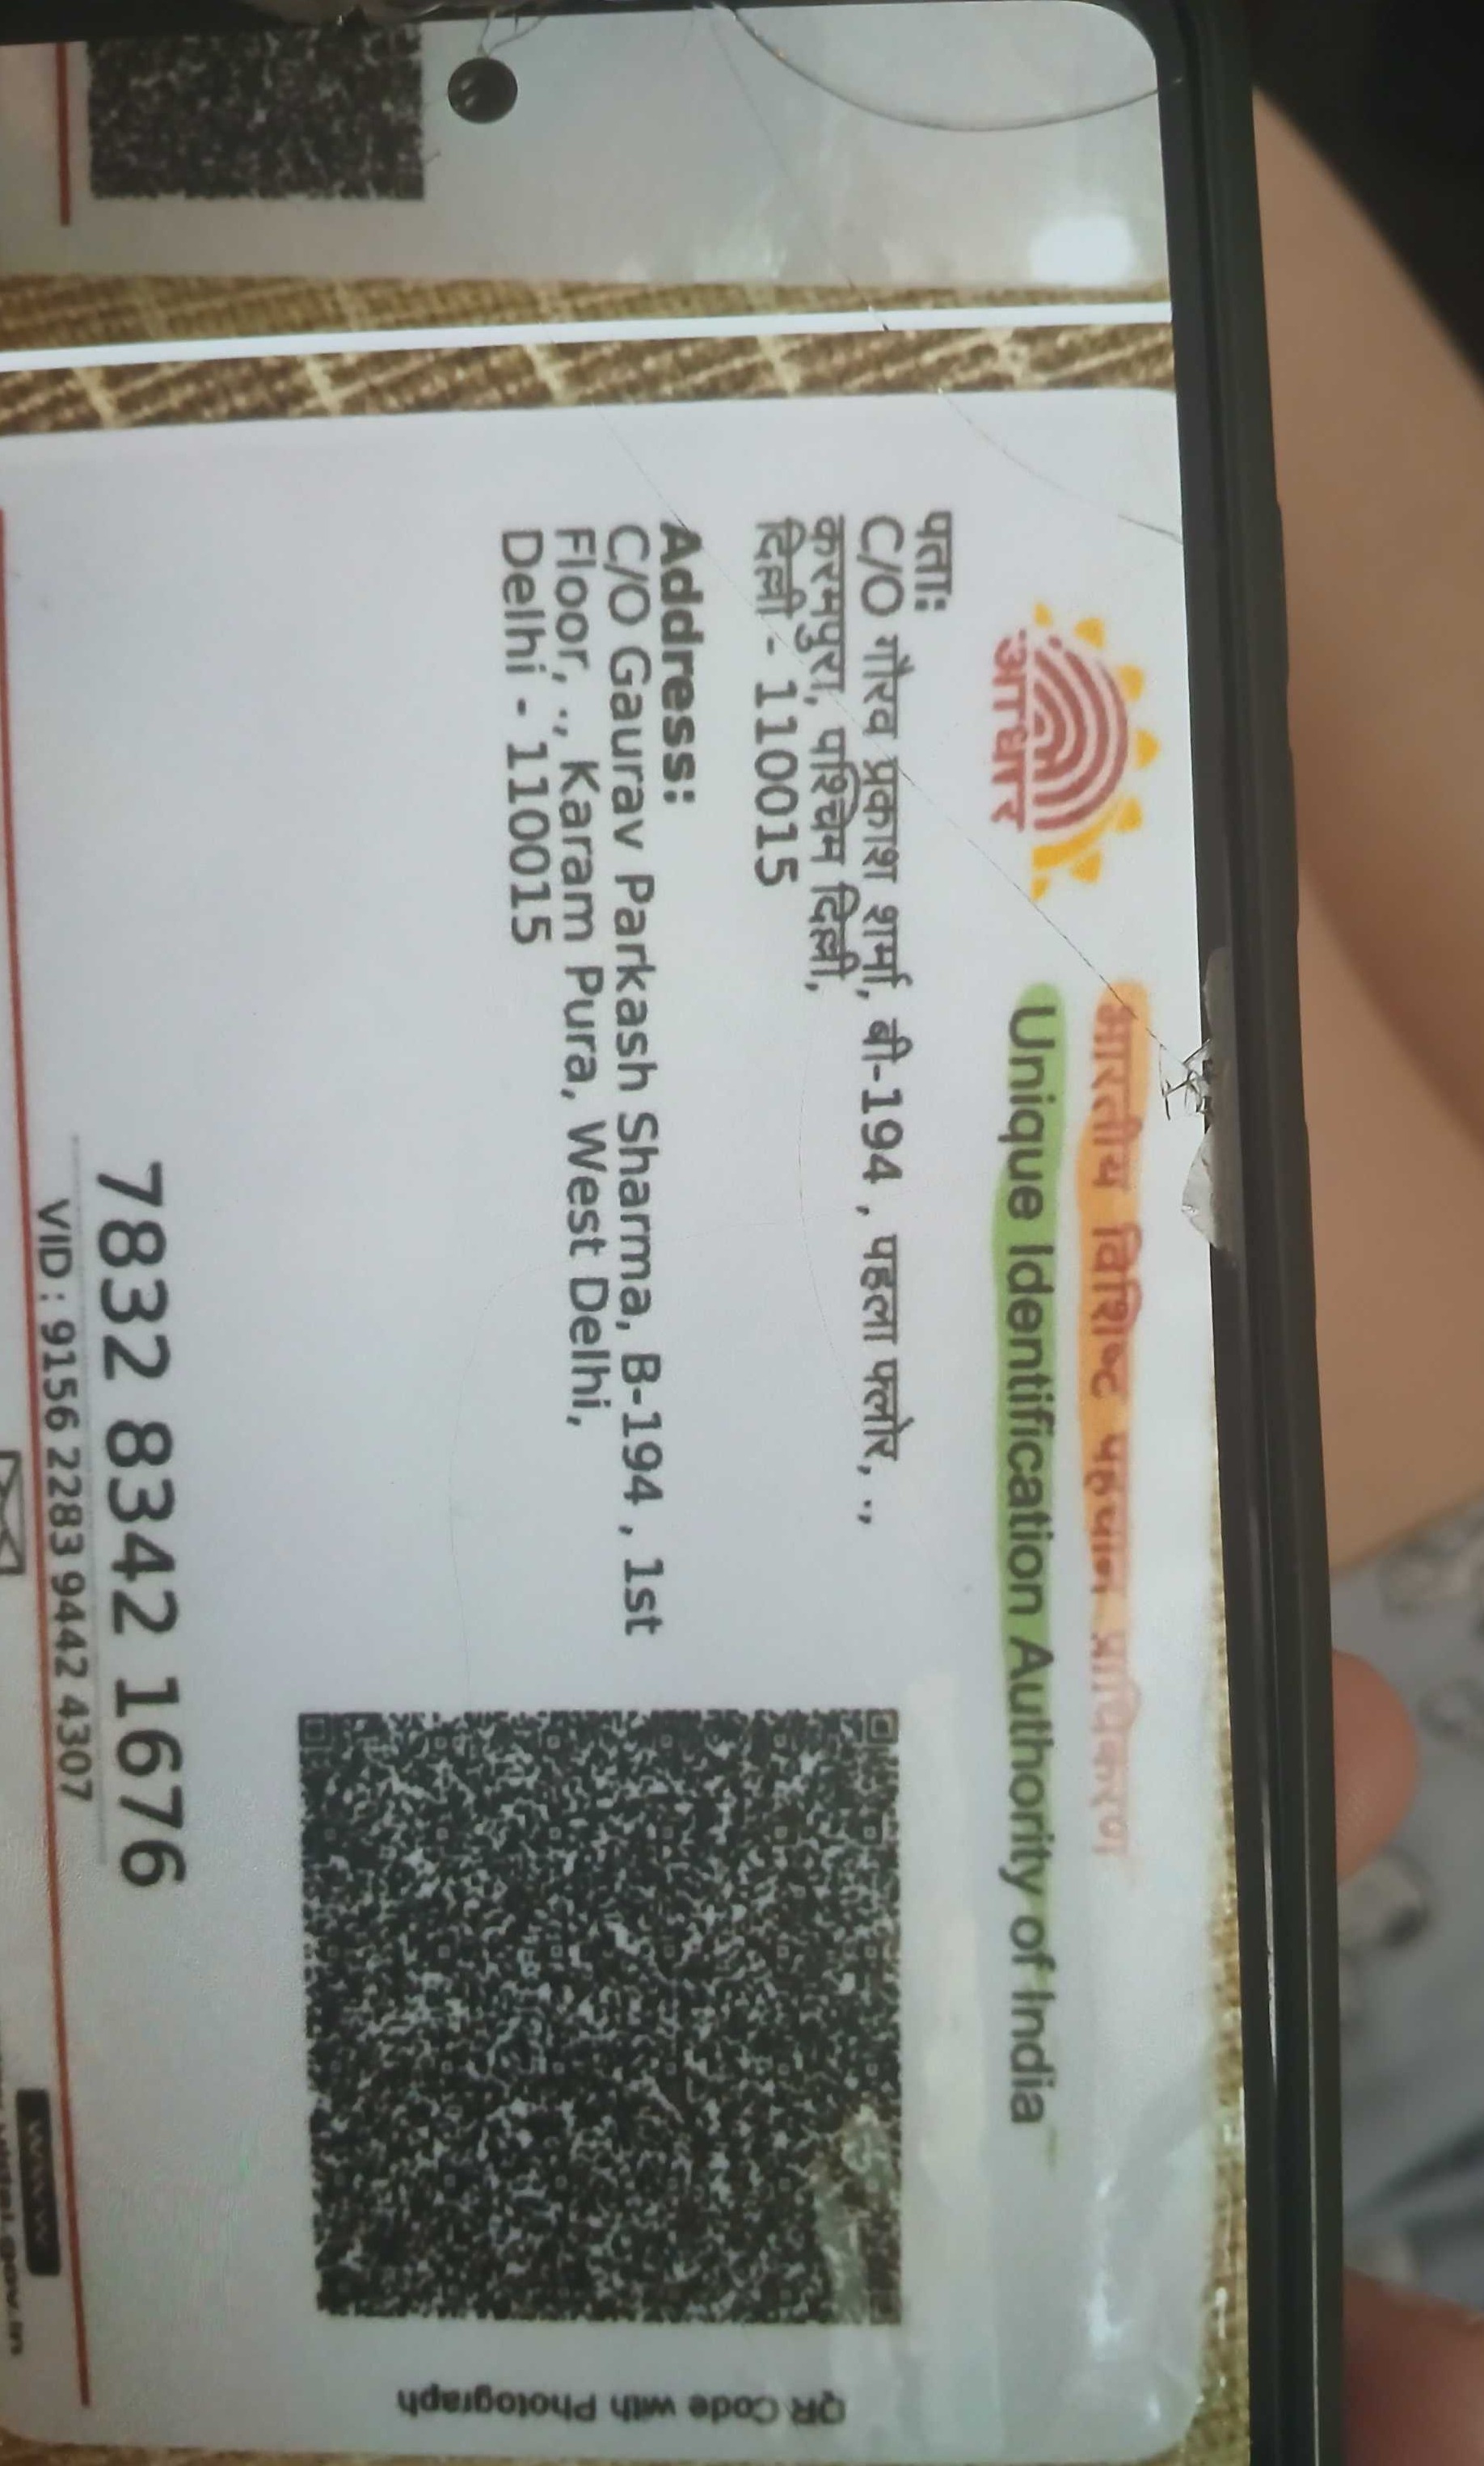 भारतीय विशिष्ट पहचान प्राधिकरण
Unique Identification Authority of India
आधार
पताः
C/O गौरव प्रकाश शर्मा, बी-194 , पहला फ्लोर, .,
करमपुरा, पश्चिम दिल्ली,
दिल्ली - 110015
Address:
C/O Gaurav Parkash Sharma, B-194 , 1st
Floor, ., Karam Pura, West Delhi,
Delhi - 110015
QR Code with Photograph
7832 8342 1676
VID : 9156 2283 9442 4307
www